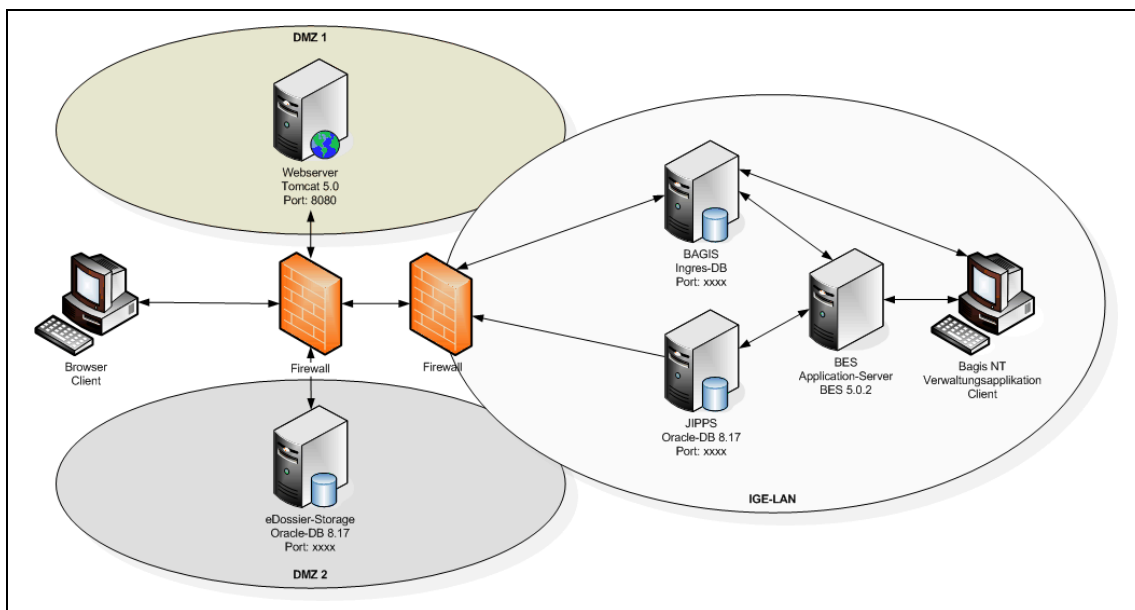 DMZ 1
Webserver
Tomcat 5.0
Port: 8080
Browser
Client
Firewall
Firewall
BAGIS
Ingres-DB
Port: xxxx
BES
Application-Server
BES 5.0.2
Bagis NT
Verwaltungsapplikation
Client
JIPPS
Oracle-DB 8.17
Port: xxxx
IGE-LAN
eDossier-Storage
Oracle-DB 8.17
Port: xxxx
DMZ 2